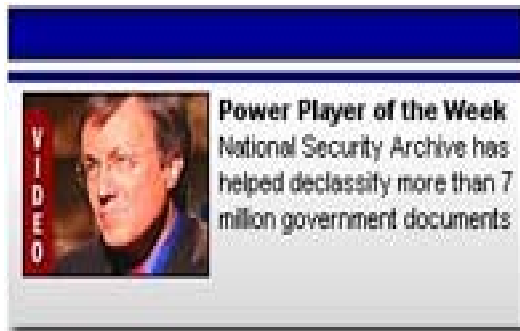 VIDEO
Power Player of the Week
National Security Archive has
helped declassify more than 7
million government documents